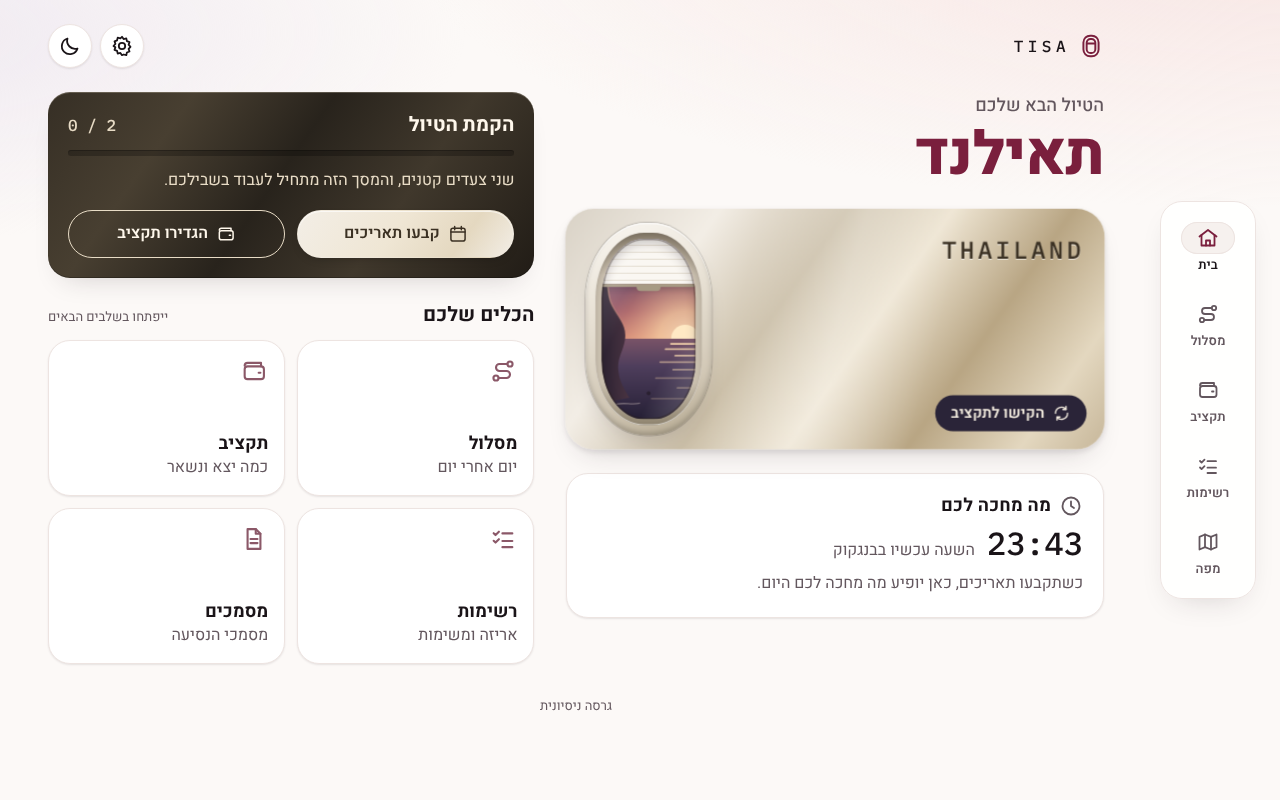 TISA
הטיול הבא שלכם
תאילנד
THAILAND
הקישו לתקציב
מה מחכה לכם
23:43 השעה עכשיו בבנגקוק
כשתקבעו תאריכים, כאן יופיע מה מחכה לכם היום.
הקמת הטיול
0 / 2
שני צעדים קטנים, והמסך הזה מתחיל לעבוד בשבילכם.
קבעו תאריכים
הגדירו תקציב
הכלים שלכם
ייפתחו בשלבים הבאים
מסלול
יום אחרי יום
תקציב
כמה יצא ונשאר
רשימות
אריזה ומשימות
מסמכים
מסמכי הנסיעה
בית
מסלול
תקציב
רשימות
מפה
גרסה ניסיונית